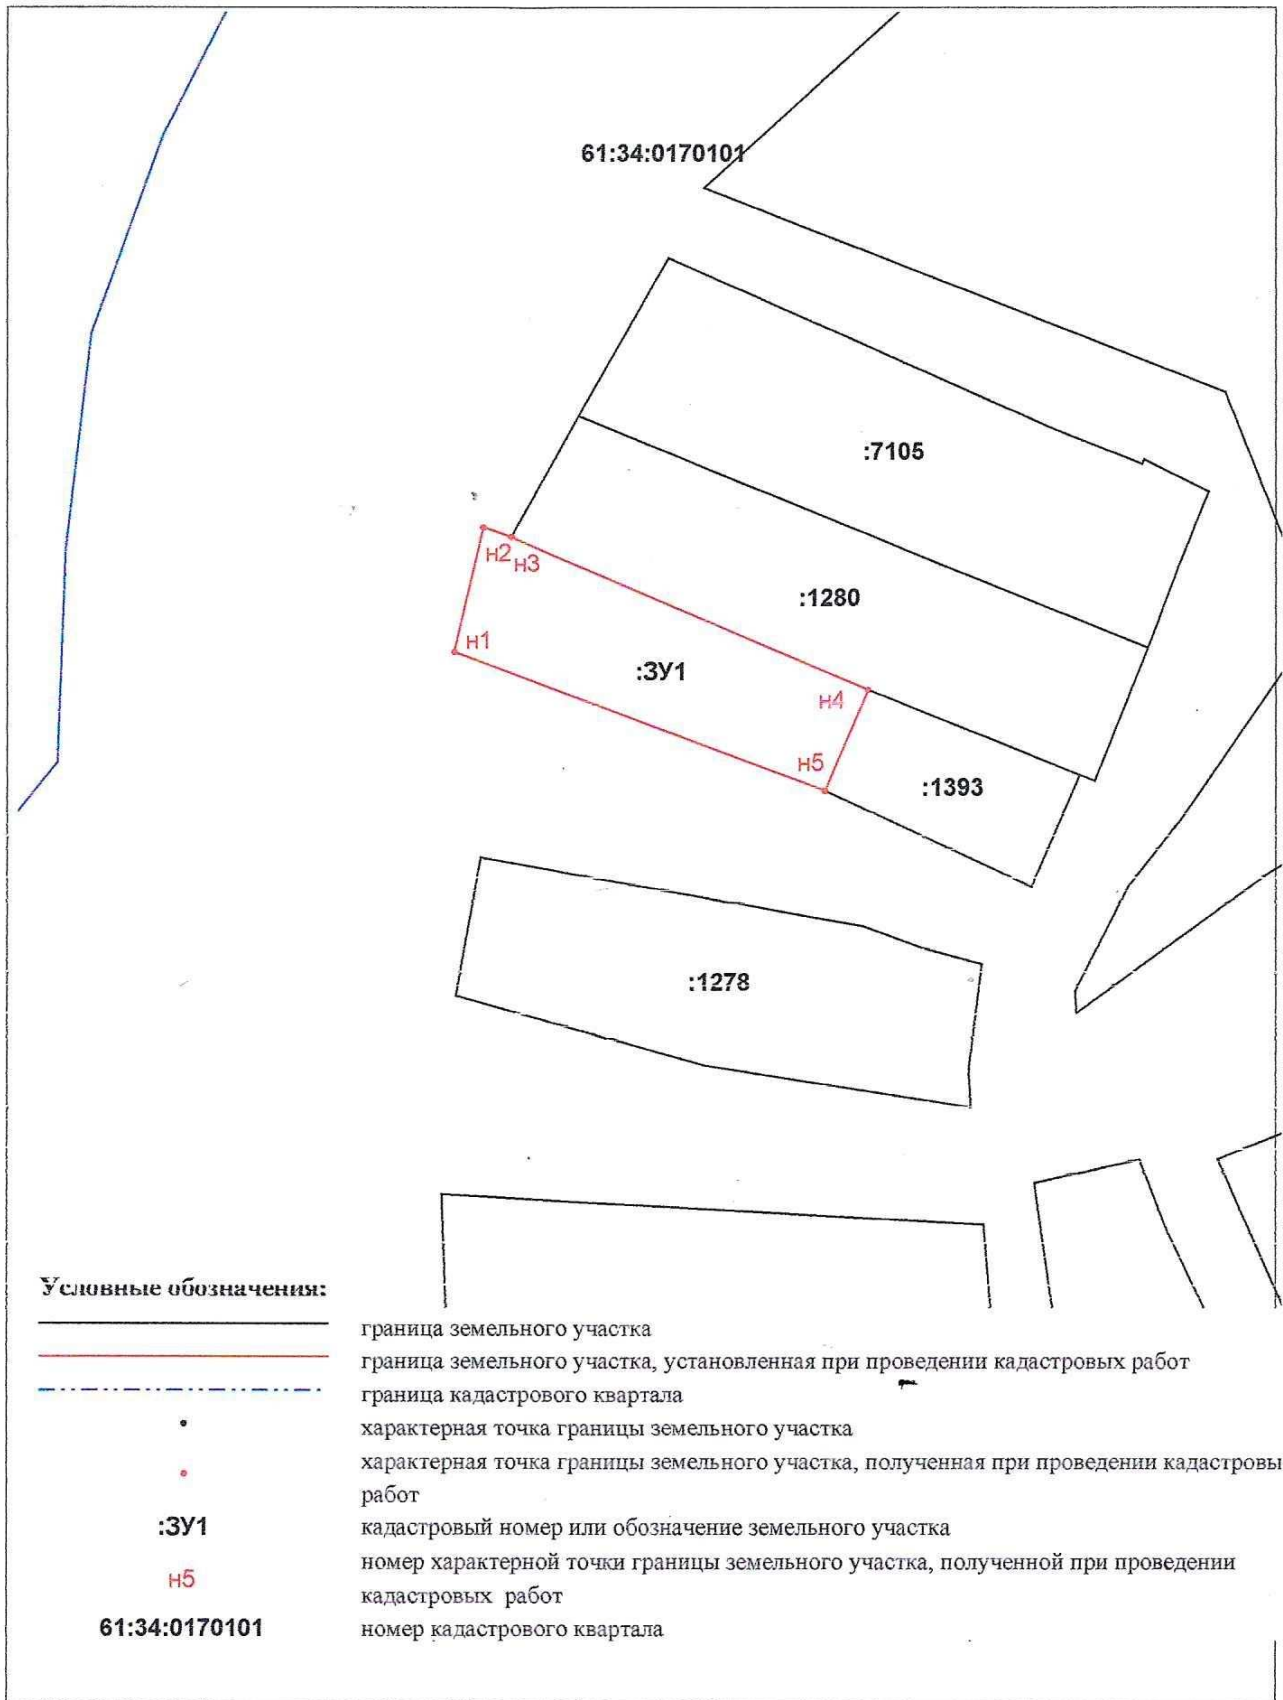 61:34:0170101
:7105
:1280
н2
н3
н1
:ЗУ1
н4
н5
:1393
:1278
Условные обозначения:
граница земельного участка
граница земельного участка, установленная при проведении кадастровых работ
граница кадастрового квартала
характерная точка границы земельного участка
характерная точка границы земельного участка, полученная при проведении кадастровы
работ
:ЗУ1 кадастровый номер или обозначение земельного участка
номер характерной точки границы земельного участка, полученной при проведении
н5
кадастровых работ
61:34:0170101 номер кадастрового квартала